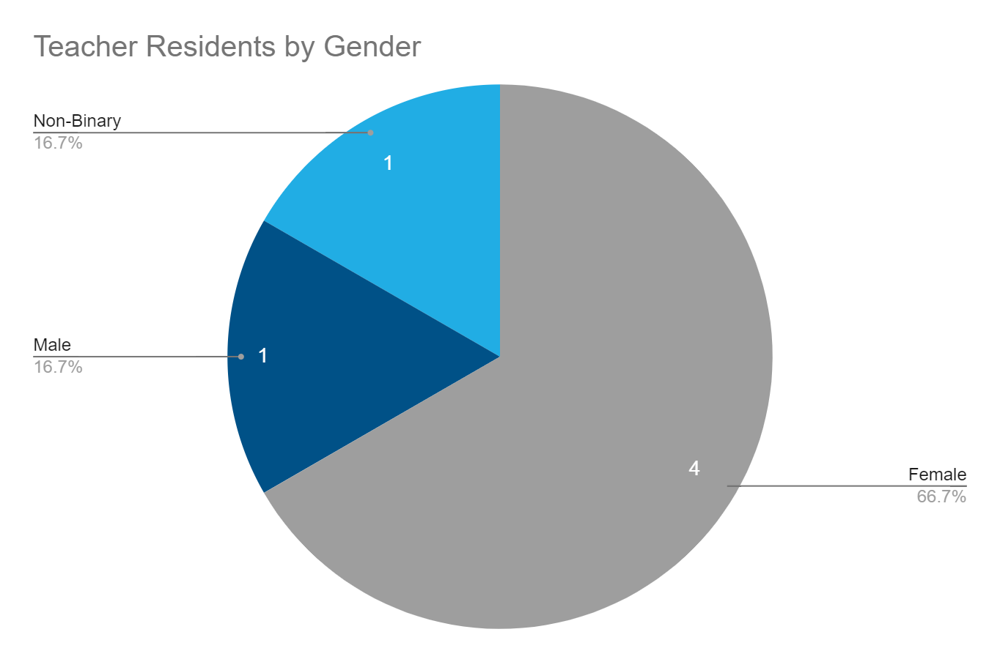 Teacher Residents by Gender
Non-Binary
16.7%
1
Male
16.7%
1
4
Female
66.7%